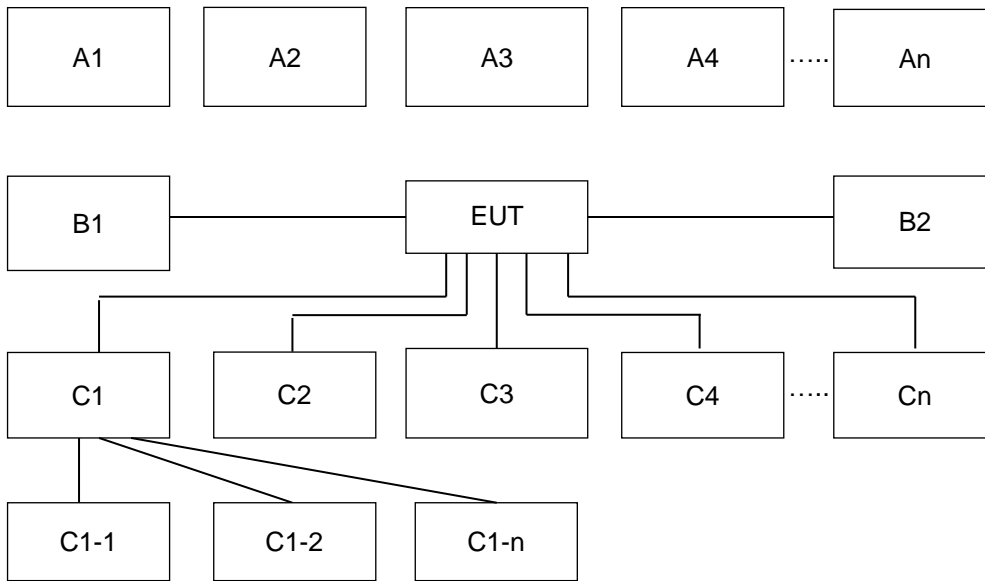 A1 A2 A3 A4 ..... An
B1 EUT B2
C1 C2 C3 C4 ..... Cn
C1-1 C1-2 C1-n